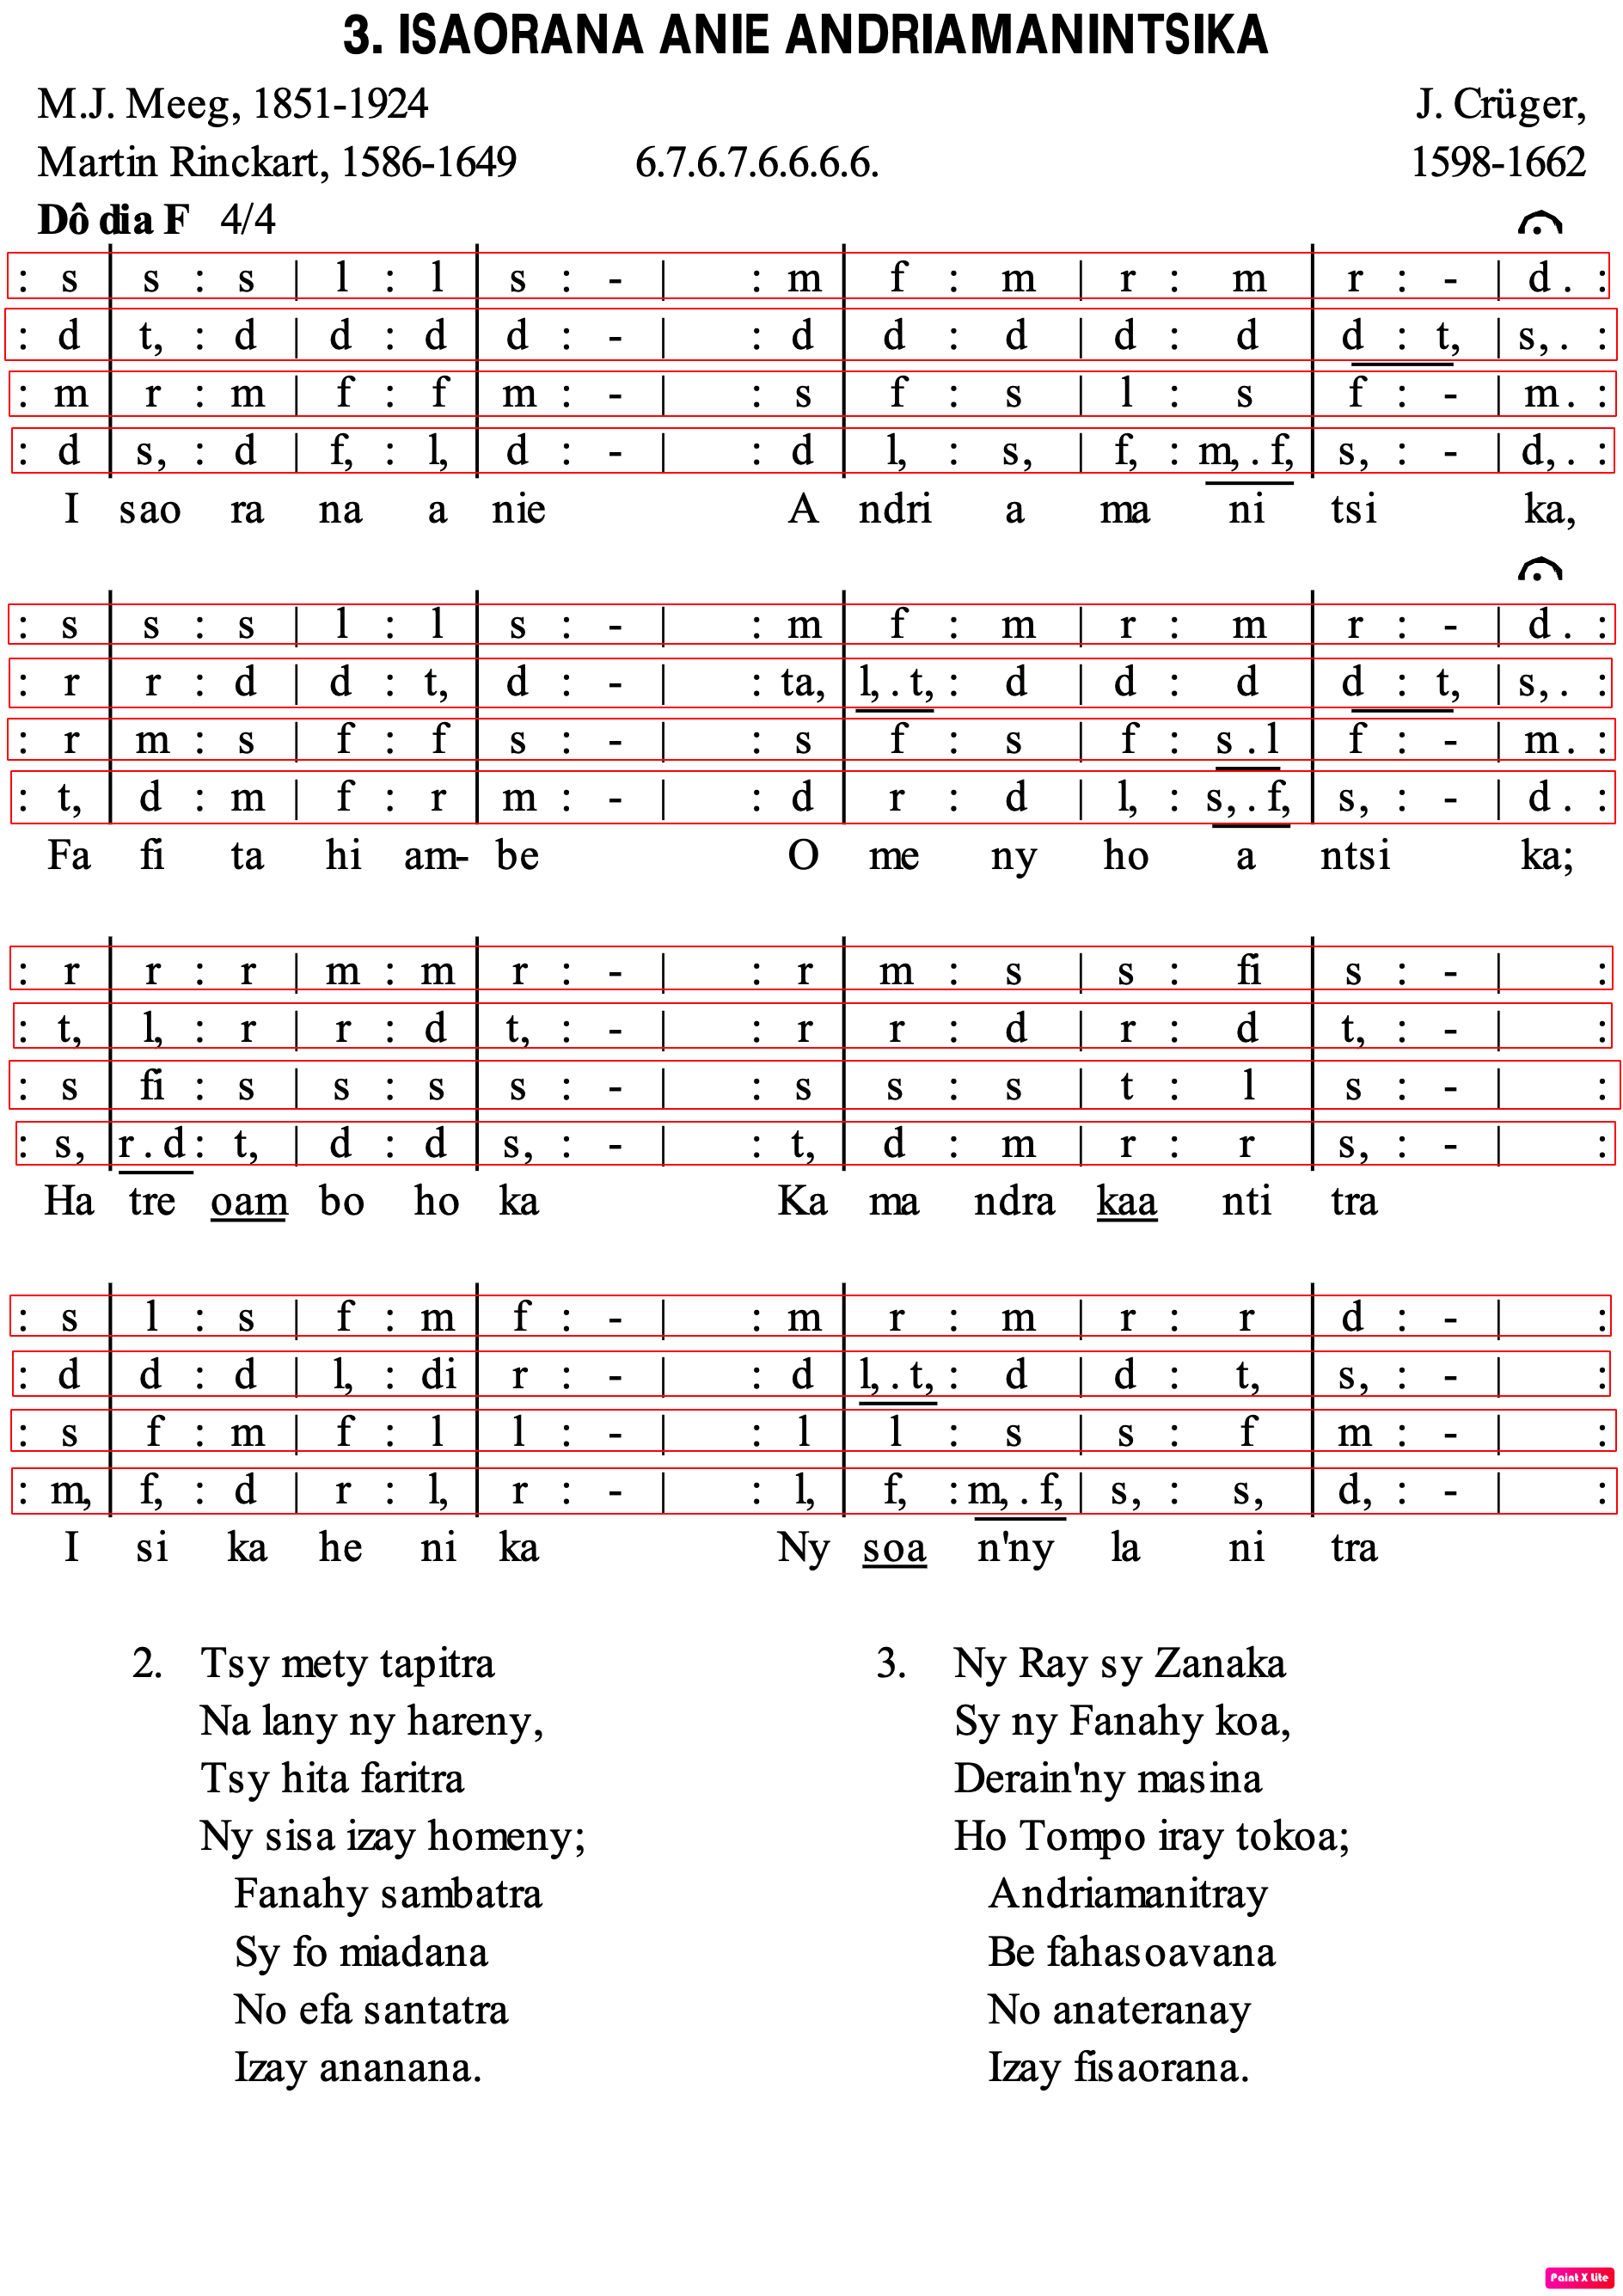 3. ISAORANA ANIE ANDRIAMANINTSIKA
M.J. Meeg, 1851-1924 J. Crüger,
Martin Rinckart, 1586-1649 6.7.6.7.6.6.6.6. 1598-1662
Dô dia F 4/4
: s | s : s | l : l | s : - | : m | f : m | r : m | r : - | d . :
: d | t, : d | d : d | d : - | : d | d : d | d : d | d : t, | s, . :
: m | r : m | f : f | m : - | : s | f : s | l : s | f : - | m . :
: d | s, : d | f, : l, | d : - | : d | l, : s, | f, : m, . f, | s, : - | d, . :
I sao ra na a nie A ndri a ma ni tsi ka,
: s | s : s | l : l | s : - | : m | f : m | r : m | r : - | d . :
: r | r : d | d : t, | d : - | : ta, | l, . t, : d | d : d | d : t, | s, . :
: r | m : s | f : f | s : - | : s | f : s | f : s . l | f : - | m . :
: t, | d : m | f : r | m : - | : d | r : d | l, : s, . f, | s, : - | d . :
Fa fi ta hi am- be O me ny ho a ntsi ka;
: r | r : r | m : m | r : - | : r | m : s | s : fi | s : - | :
: t, | l, : r | r : d | t, : - | : r | r : d | r : d | t, : - | :
: s | fi : s | s : s | s : - | : s | s : s | t : l | s : - | :
: s, | r . d : t, | d : d | s, : - | : t, | d : m | r : r | s, : - | :
Ha tre oam bo ho ka Ka ma ndra kaa nti tra
: s | l : s | f : m | f : - | : m | r : m | r : r | d : - | :
: d | d : d | l, : di | r : - | : d | l, . t, : d | d : t, | s, : - | :
: s | f : m | f : l | l : - | : l | l : s | s : f | m : - | :
: m, | f, : d | r : l, | r : - | : l, | f, : m, . f, | s, : s, | d, : - | :
I si ka he ni ka Ny soa n'ny la ni tra
2. Tsy mety tapitra
Na lany ny hareny,
Tsy hita faritra
Ny sisa izay homeny;
Fanahy sambatra
Sy fo miadana
No efa santatra
Izay ananana.
3. Ny Ray sy Zanaka
Sy ny Fanahy koa,
Derain'ny masina
Ho Tompo iray tokoa;
Andriamanitray
Be fahasoavana
No anateranay
Izay fisaorana.
Paint X Lite